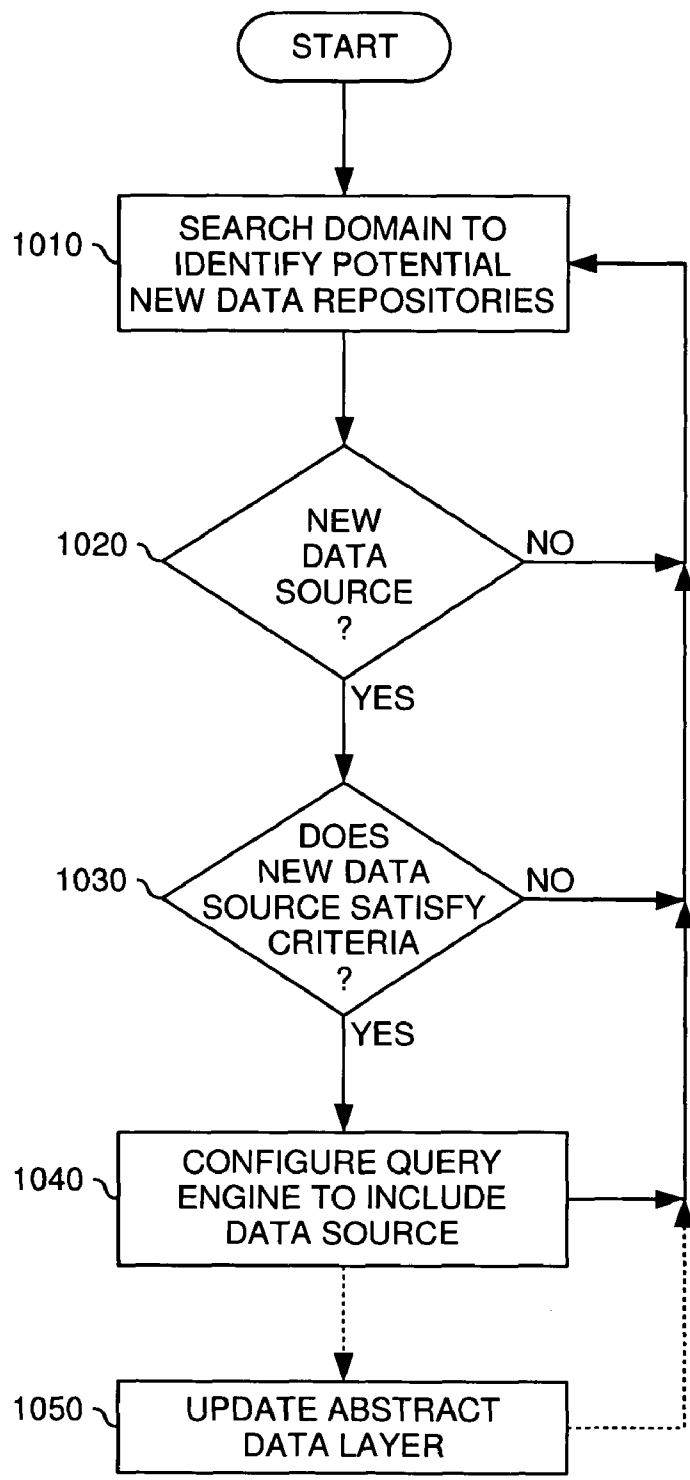 START
1010
SEARCH DOMAIN TO
IDENTIFY POTENTIAL
NEW DATA REPOSITORIES
1020
NEW
DATA
SOURCE
?
NO
YES
1030
DOES
NEW DATA
SOURCE SATISFY
CRITERIA
?
NO
YES
1040
CONFIGURE QUERY
ENGINE TO INCLUDE
DATA SOURCE
1050
UPDATE ABSTRACT
DATA LAYER